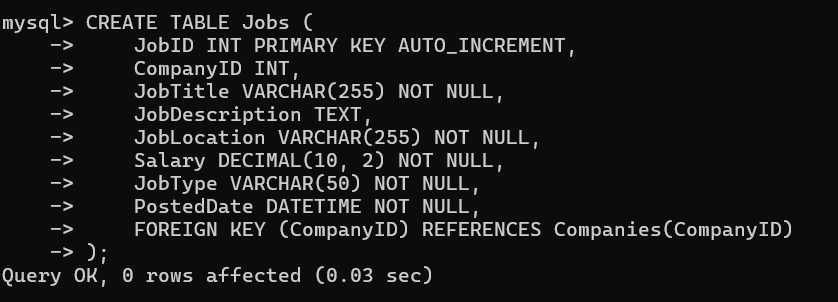 mysql> CREATE TABLE Jobs (
    ->     JobID INT PRIMARY KEY AUTO_INCREMENT,
    ->     CompanyID INT,
    ->     JobTitle VARCHAR(255) NOT NULL,
    ->     JobDescription TEXT,
    ->     JobLocation VARCHAR(255) NOT NULL,
    ->     Salary DECIMAL(10, 2) NOT NULL,
    ->     JobType VARCHAR(50) NOT NULL,
    ->     PostedDate DATETIME NOT NULL,
    ->     FOREIGN KEY (CompanyID) REFERENCES Companies(CompanyID)
    -> );
Query OK, 0 rows affected (0.03 sec)